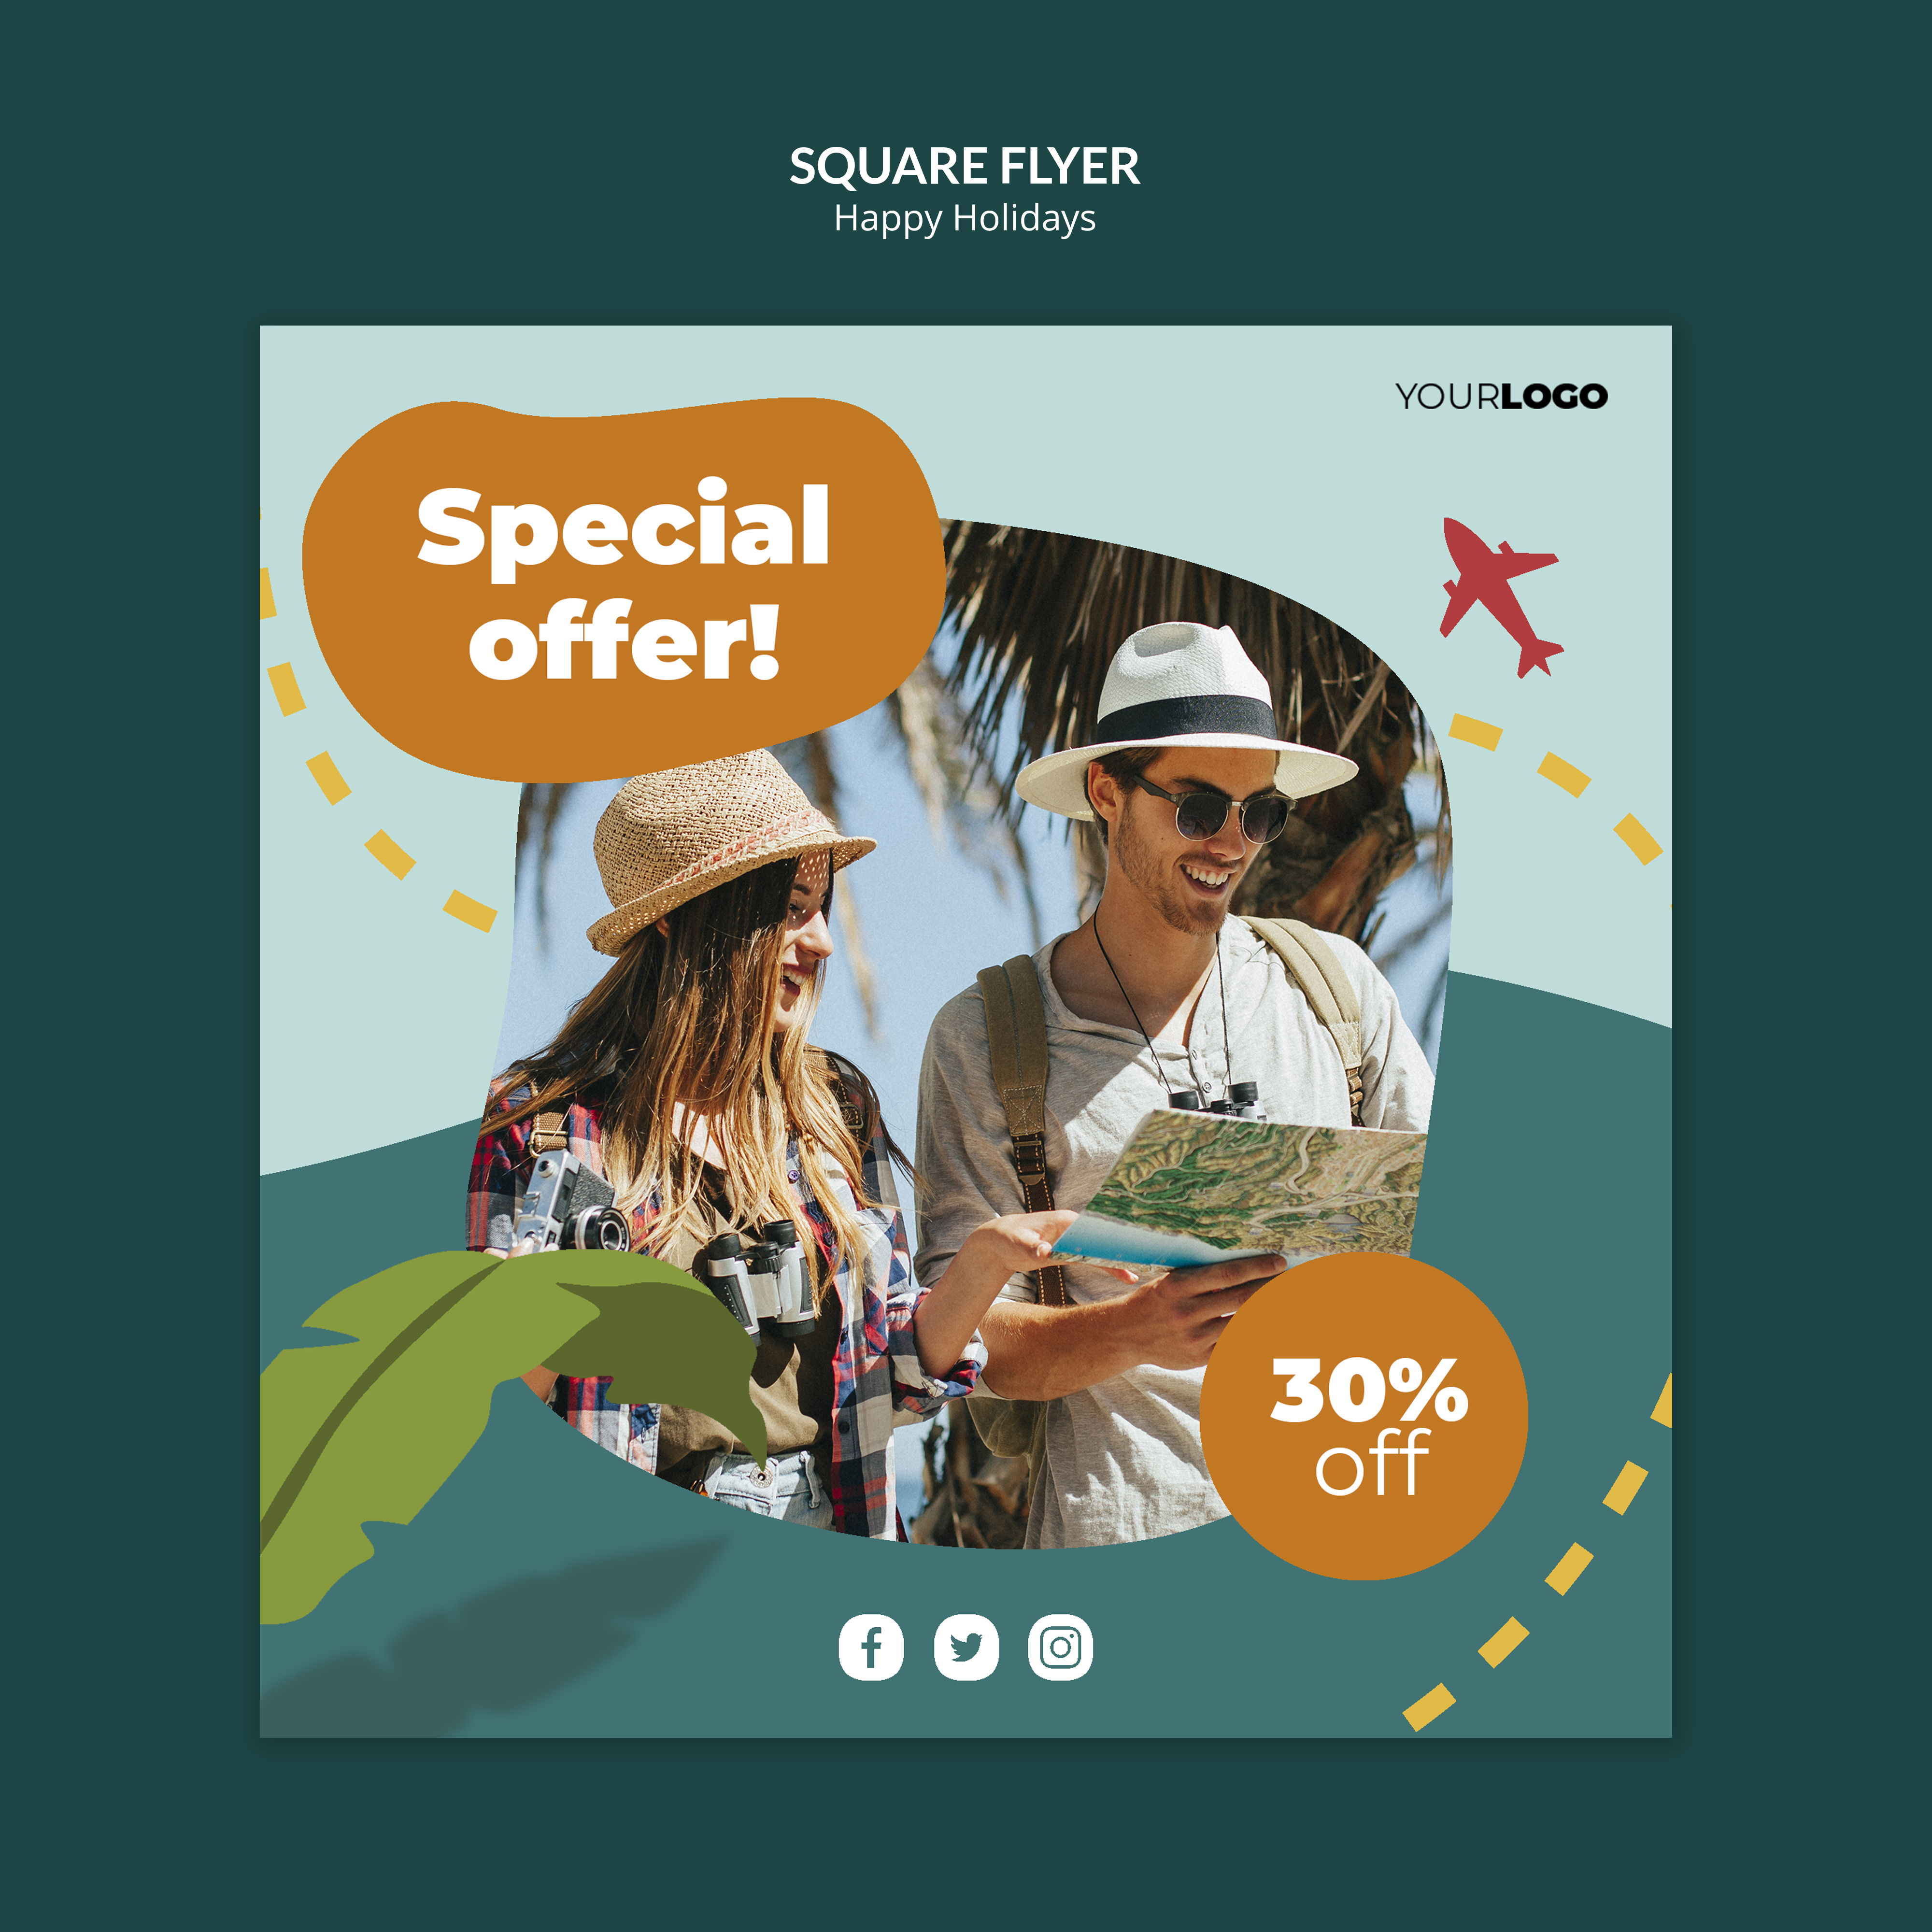 SQUARE FLYER
Happy Holidays
YOURLOGO
Special
offer!
30%
off